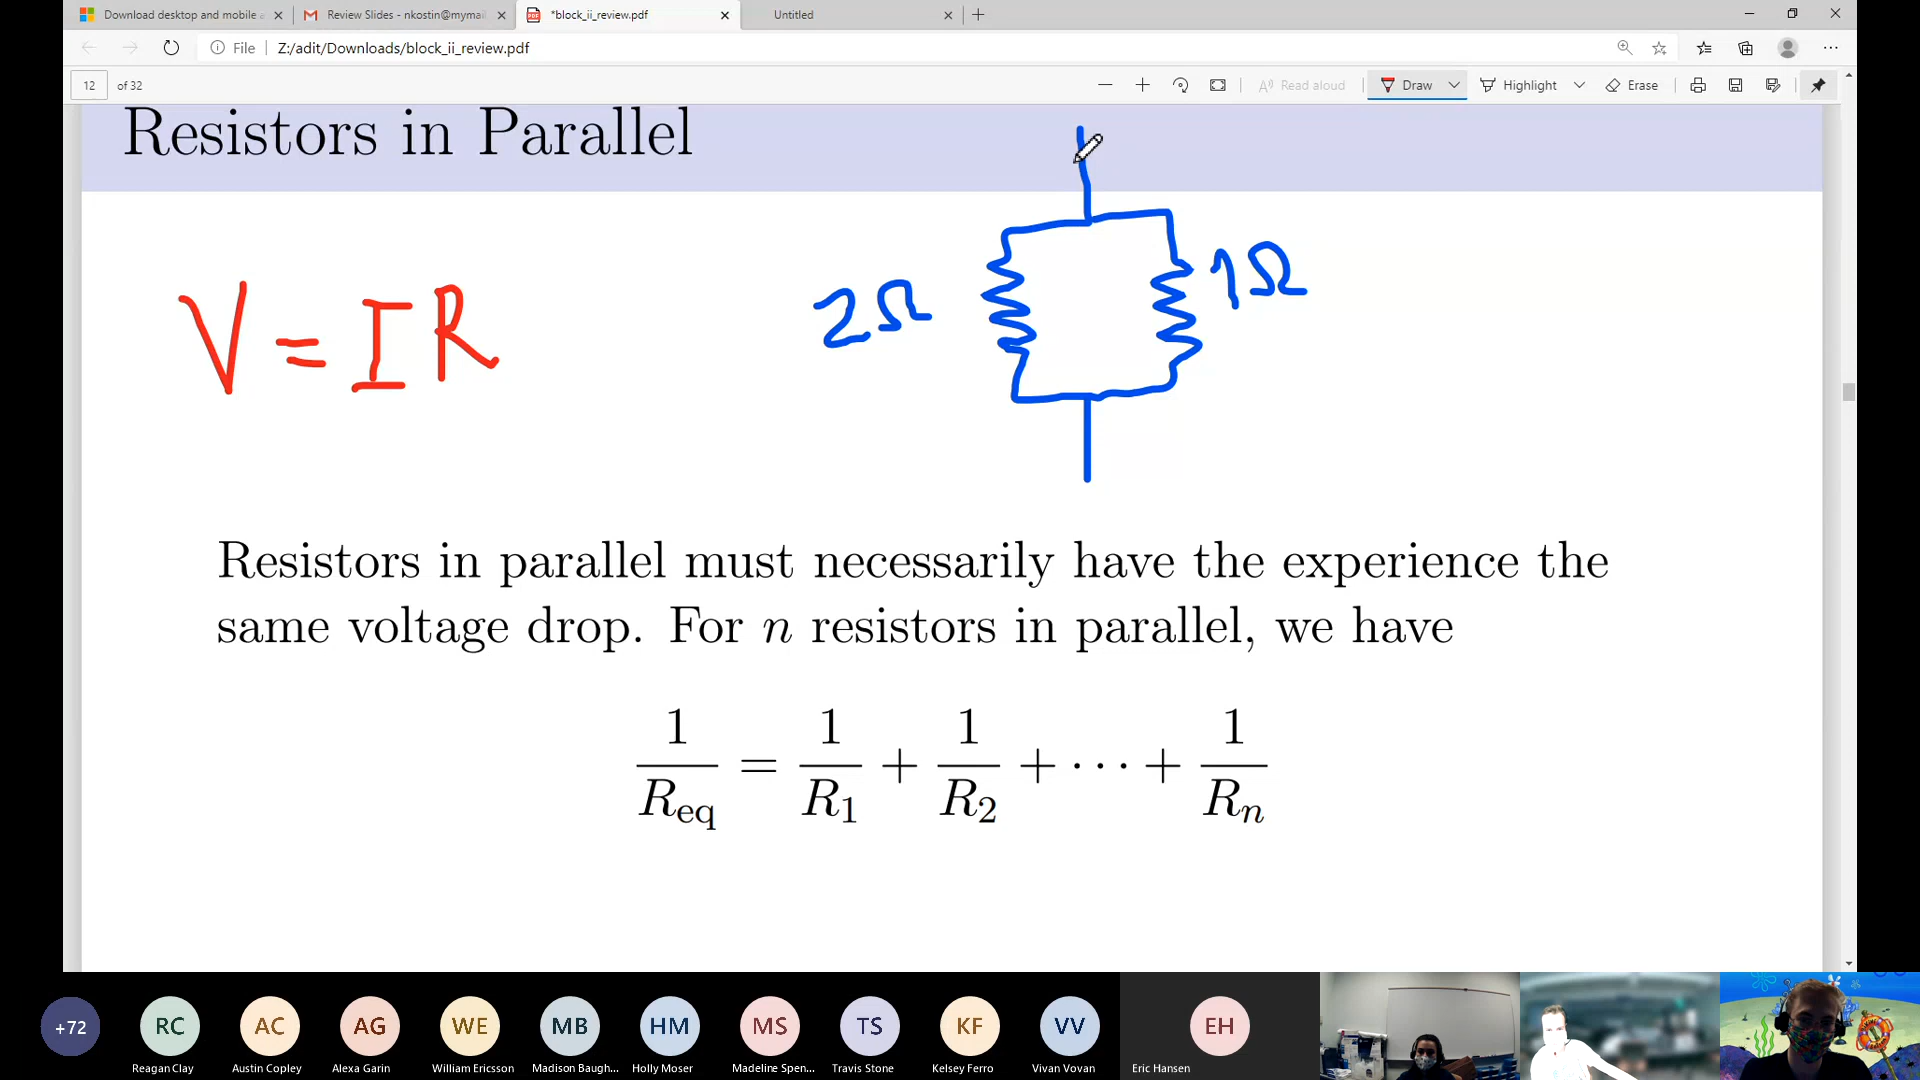 Download desktop and mobile a
Review Slides - nkostin@mymai
*block_ii_review.pdf
Untitled
File
Z:/adit/Downloads/block_ii_review.pdf
12 of 32
Read aloud
Draw
Highlight
Erase
Resistors in Parallel
V = IR
2Ω
1Ω
Resistors in parallel must necessarily have the experience the
same voltage drop. For n resistors in parallel, we have
1/R_eq = 1/R_1 + 1/R_2 + ⋯ + 1/R_n
+72
RC
AC
AG
WE
MB
HM
MS
TS
KF
VV
EH
Reagan Clay
Austin Copley
Alexa Garin
William Ericsson
Madison Baugh...
Holly Moser
Madeline Spen...
Travis Stone
Kelsey Ferro
Vivan Vovan
Eric Hansen